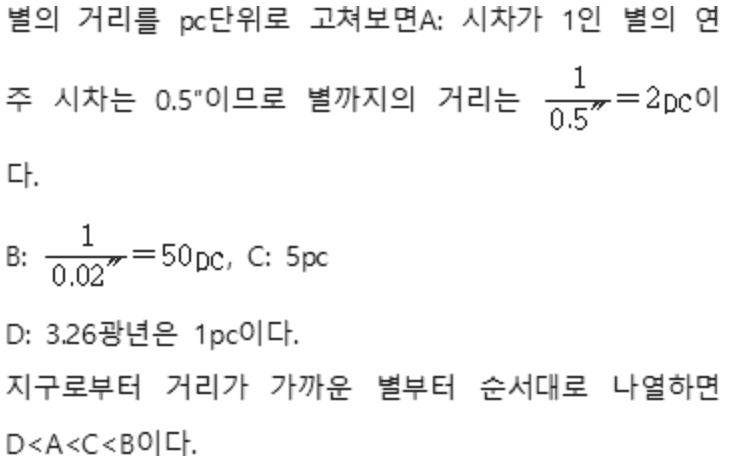 별의 거리를 pc단위로 고쳐보면A: 시차가 1인 별의 연
주 시차는 0.5"이므로 별까지의 거리는 1/0.5″=2pc이
다.
B: 1/0.02″=50pc, C: 5pc
D: 3.26광년은 1pc이다.
지구로부터 거리가 가까운 별부터 순서대로 나열하면
D<A<C<B이다.